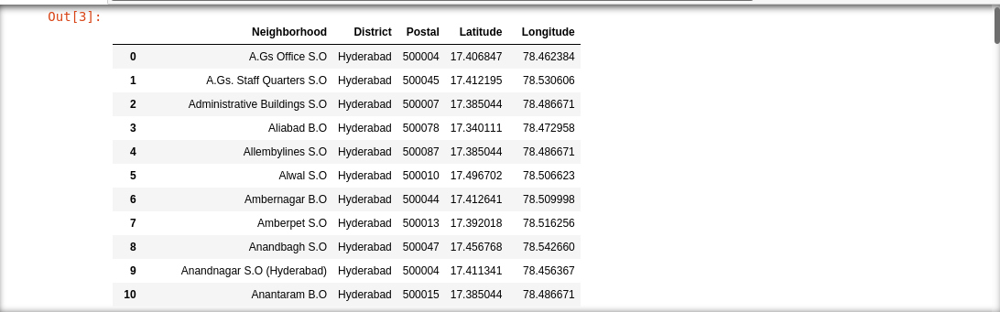 Out[3]:
Neighborhood District Postal Latitude Longitude
0 A.Gs Office S.O Hyderabad 500004 17.406847 78.462384
1 A.Gs. Staff Quarters S.O Hyderabad 500045 17.412195 78.530606
2 Administrative Buildings S.O Hyderabad 500007 17.385044 78.486671
3 Aliabad B.O Hyderabad 500078 17.340111 78.472958
4 Allembylines S.O Hyderabad 500087 17.385044 78.486671
5 Alwal S.O Hyderabad 500010 17.496702 78.506623
6 Ambernagar B.O Hyderabad 500044 17.412641 78.509998
7 Amberpet S.O Hyderabad 500013 17.392018 78.516256
8 Anandbagh S.O Hyderabad 500047 17.456768 78.542660
9 Anandnagar S.O (Hyderabad) Hyderabad 500004 17.411341 78.456367
10 Anantaram B.O Hyderabad 500015 17.385044 78.486671